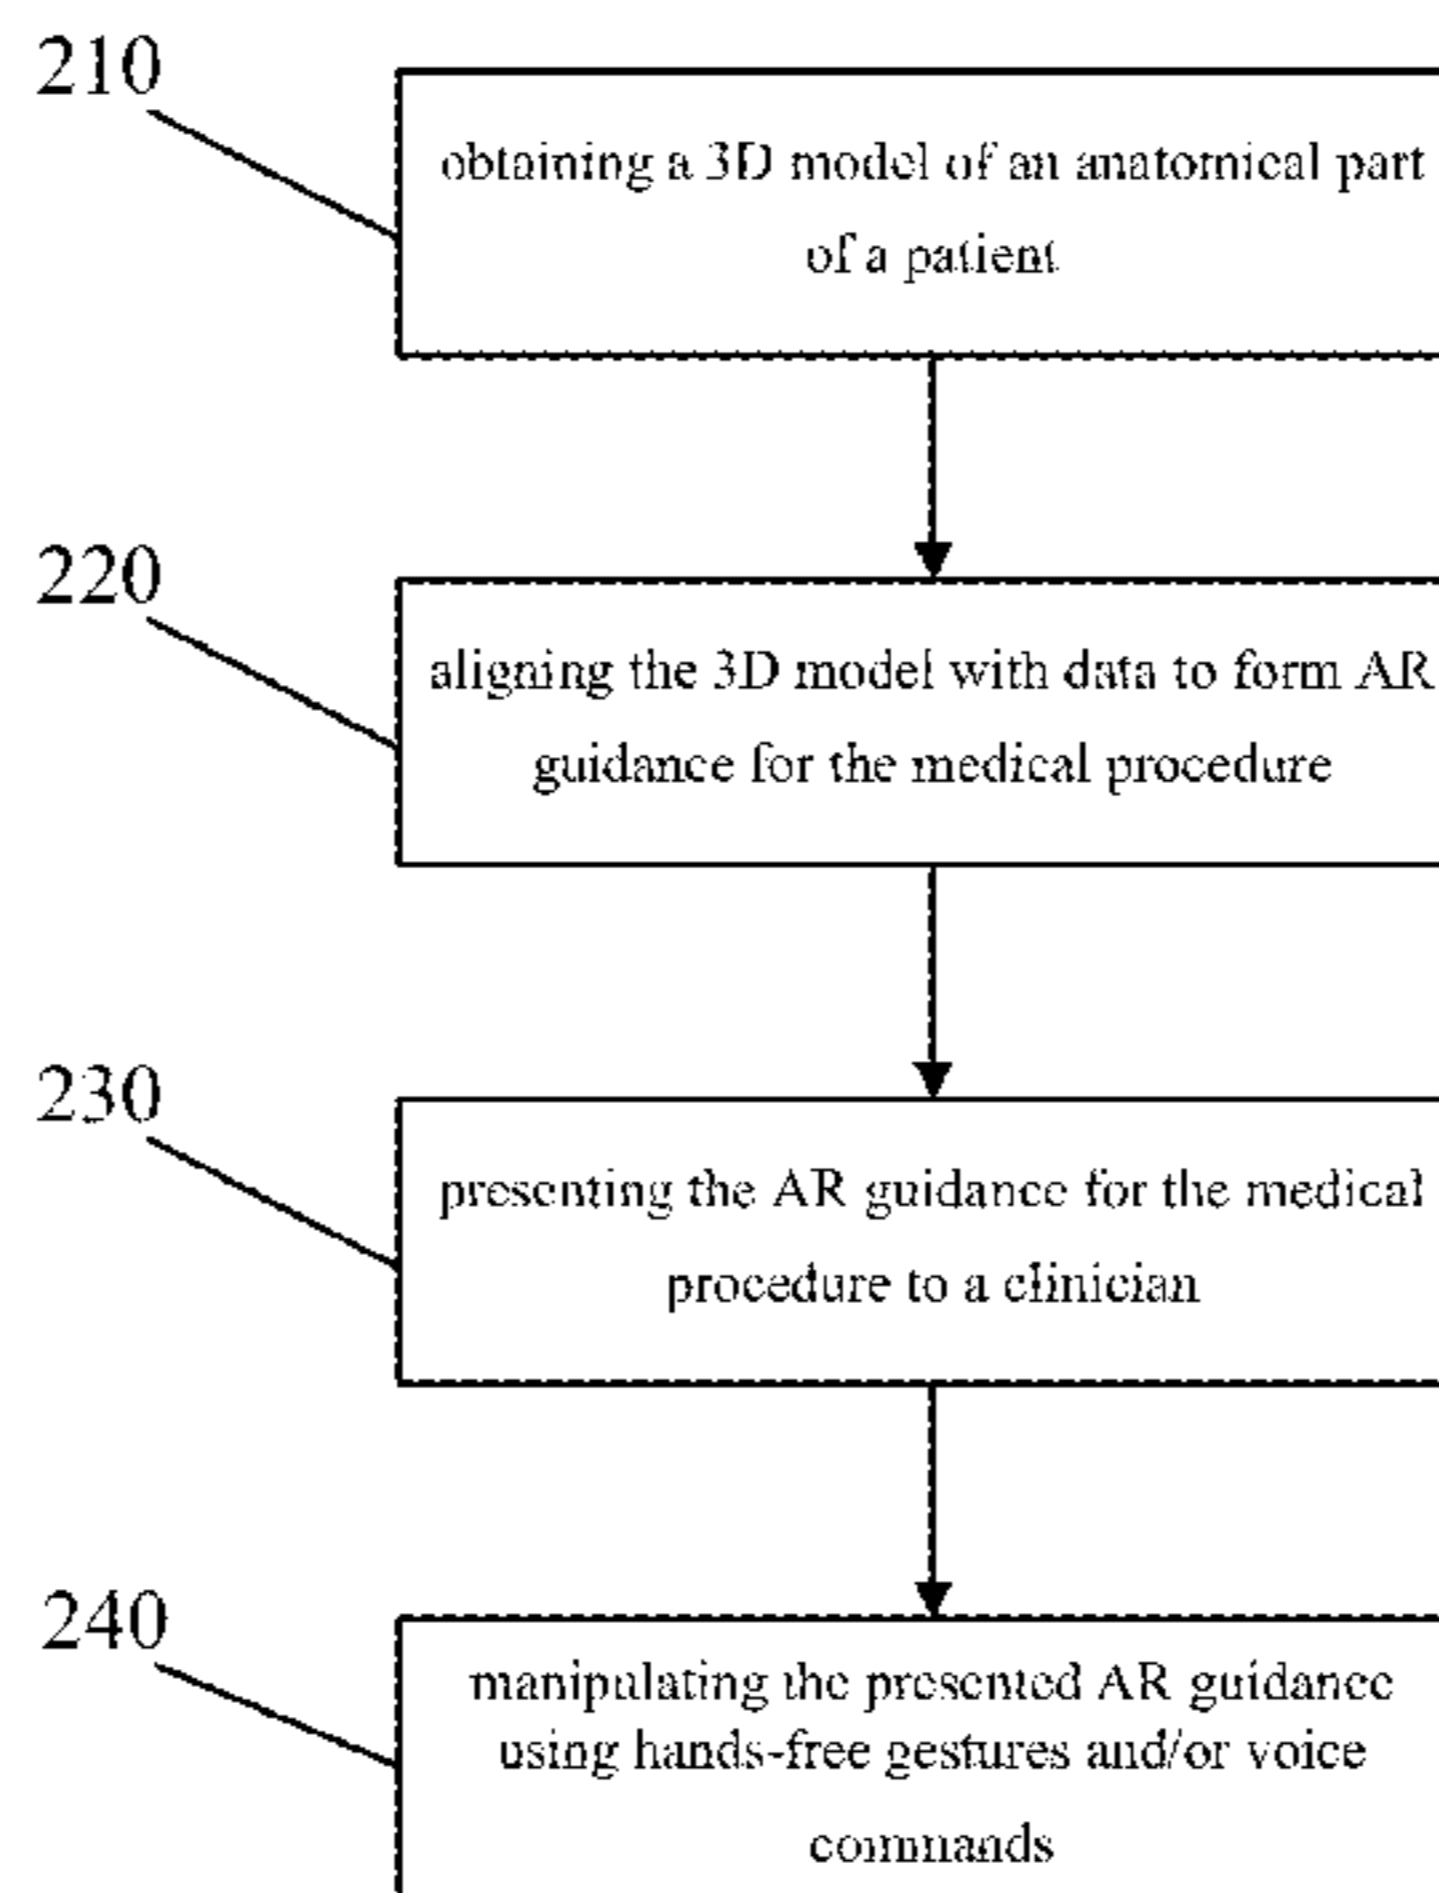 210
obtaining a 3D model of an anatomical part
of a patient
220
aligning the 3D model with data to form AR
guidance for the medical procedure
230
presenting the AR guidance for the medical
procedure to a clinician
240
manipulating the presented AR guidance
using hands-free gestures and/or voice
commands